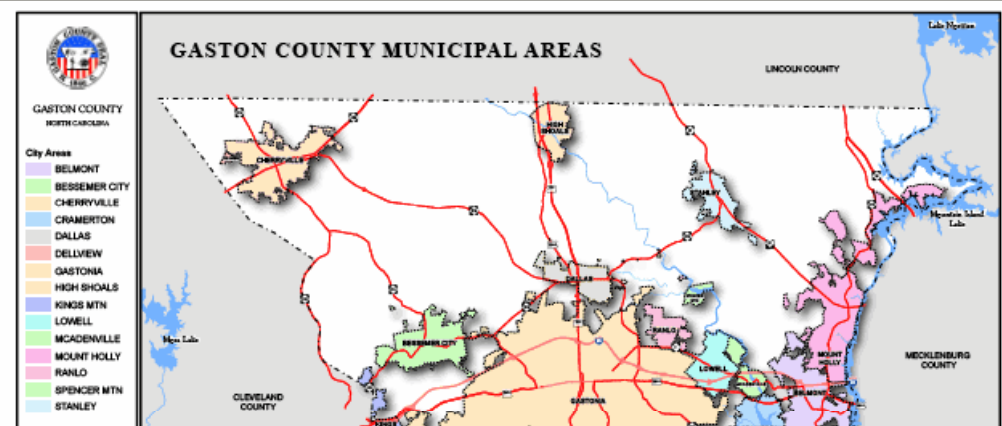 GASTON COUNTY
NORTH CAROLINA
City Areas
BELMONT
BESSEMER CITY
CHERRYVILLE
CRAMERTON
DALLAS
DELLVIEW
GASTONIA
HIGH SHOALS
KINGS MTN
LOWELL
MCADENVILLE
MOUNT HOLLY
RANLO
SPENCER MTN
STANLEY
GASTON COUNTY MUNICIPAL AREAS
Lake Norman
LINCOLN COUNTY
HIGH
SHOALS
CHERRYVILLE
STANLEY
Mountain Island
Lake
DALLAS
RANLO
BESSEMER CITY
MOUNT
HOLLY
MECKLENBURG
COUNTY
LOWELL
BELMONT
GASTONIA
CLEVELAND
COUNTY
KINGS